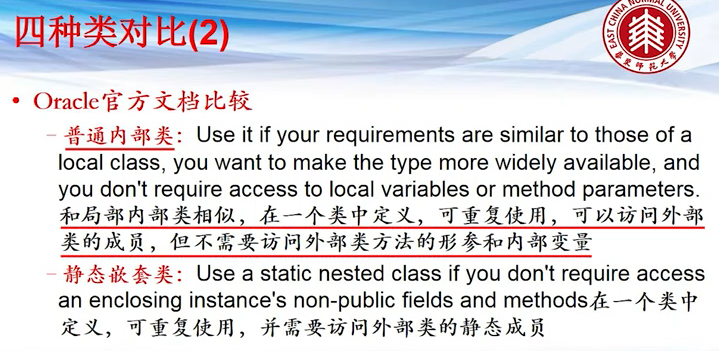 四种类对比(2)
EAST CHINA NORMAL UNIVERSITY
华东师范大学
• Oracle官方文档比较
– 普通内部类：Use it if your requirements are similar to those of a
local class, you want to make the type more widely available, and
you don't require access to local variables or method parameters.
和局部内部类相似，在一个类中定义，可重复使用，可以访问外部
类的成员，但不需要访问外部类方法的形参和内部变量
– 静态嵌套类：Use a static nested class if you don't require access
an enclosing instance's non-public fields and methods在一个类中
定义，可重复使用，并需要访问外部类的静态成员